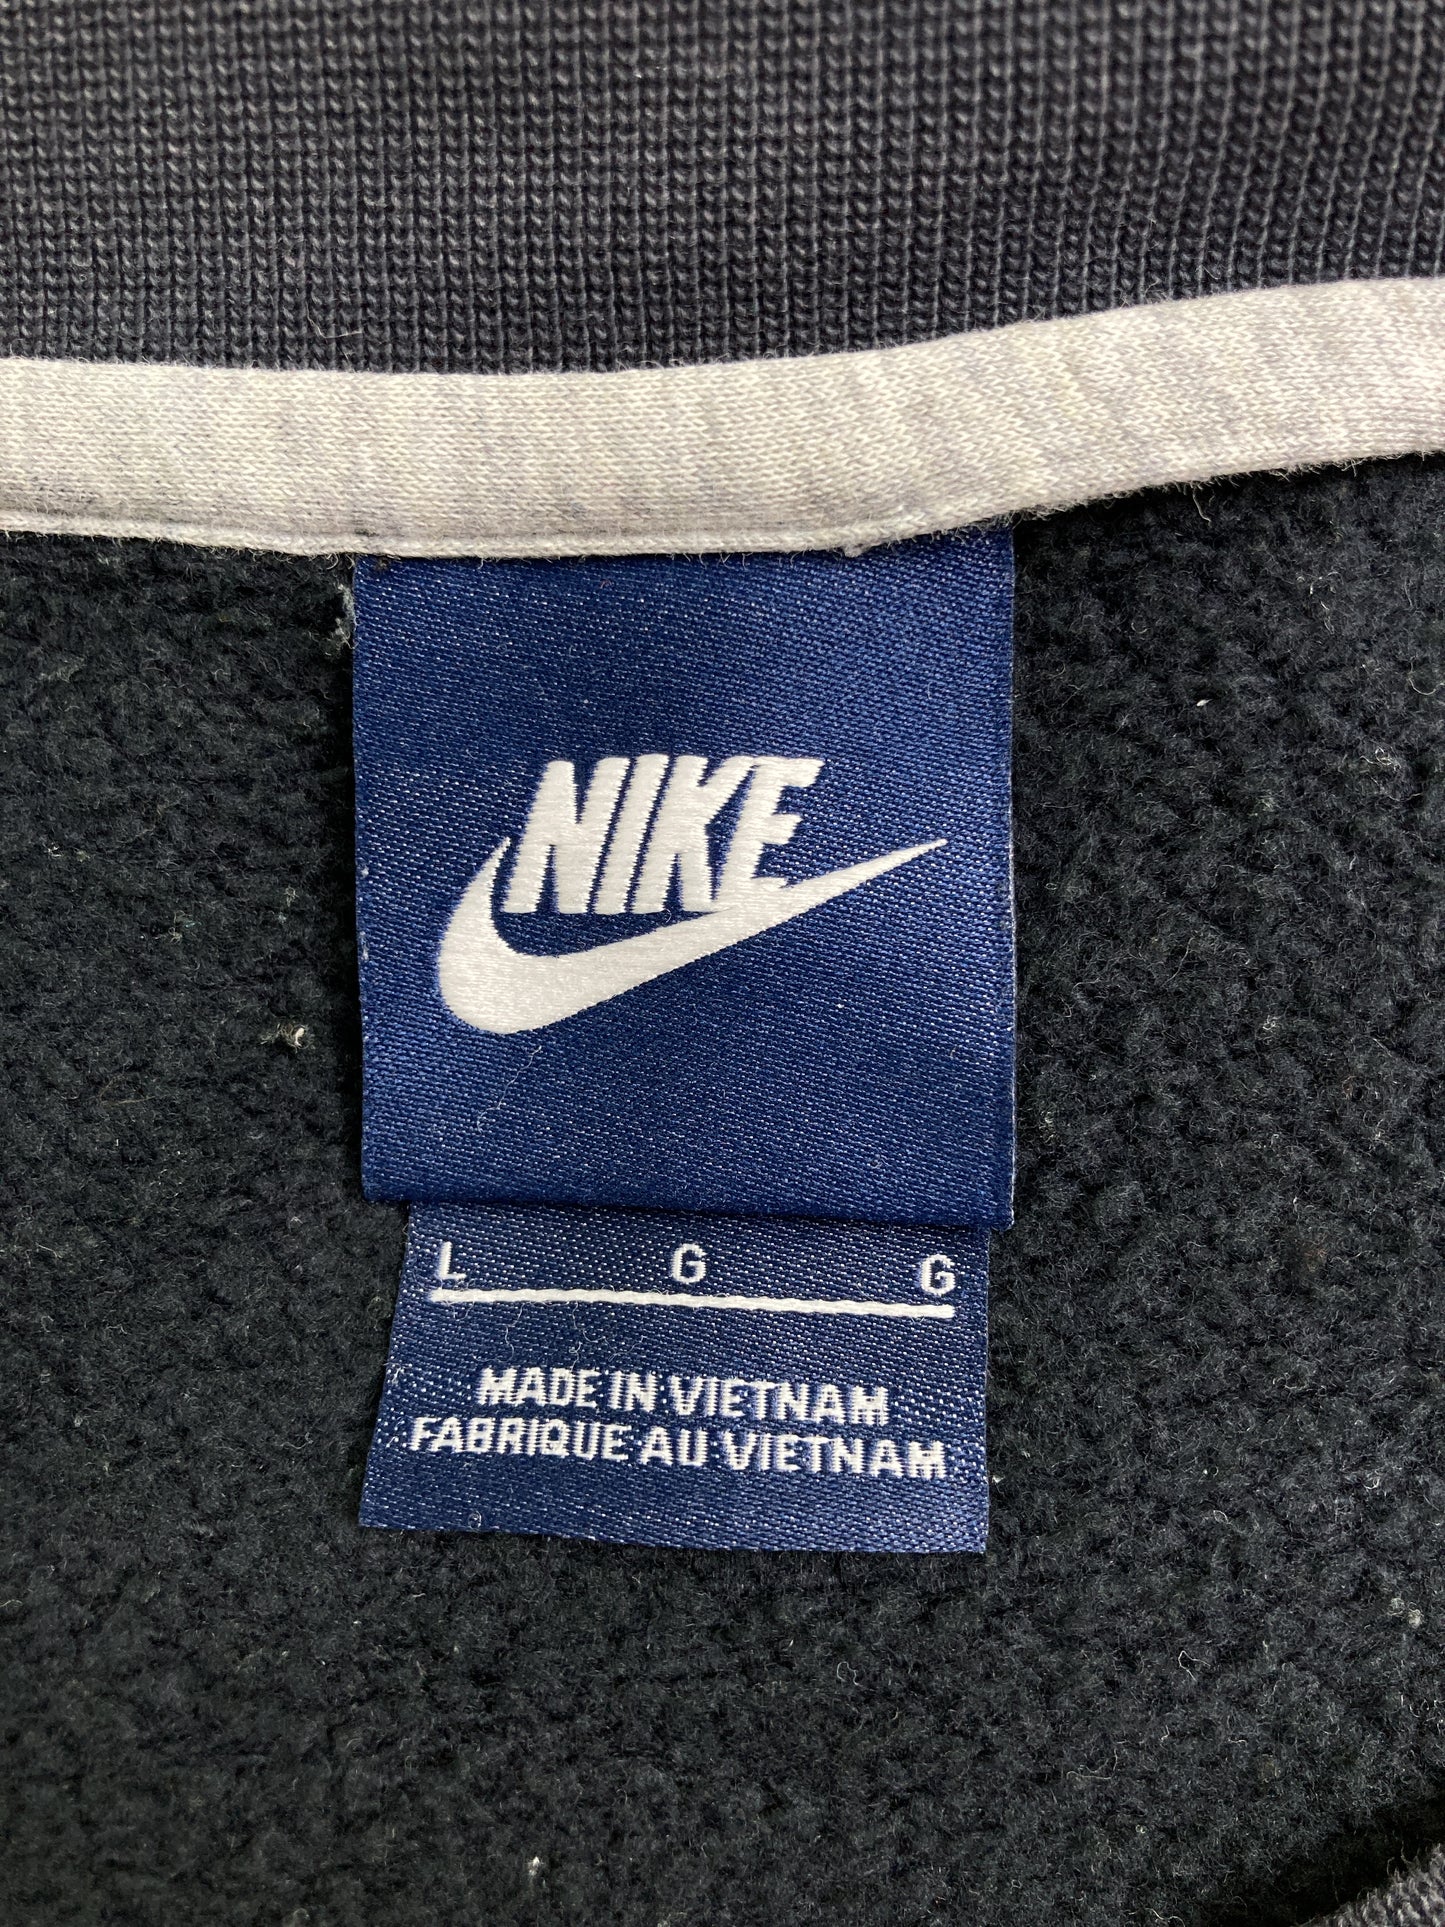 NIKE
L G G
MADE IN VIETNAM
FABRIQUE AU VIETNAM